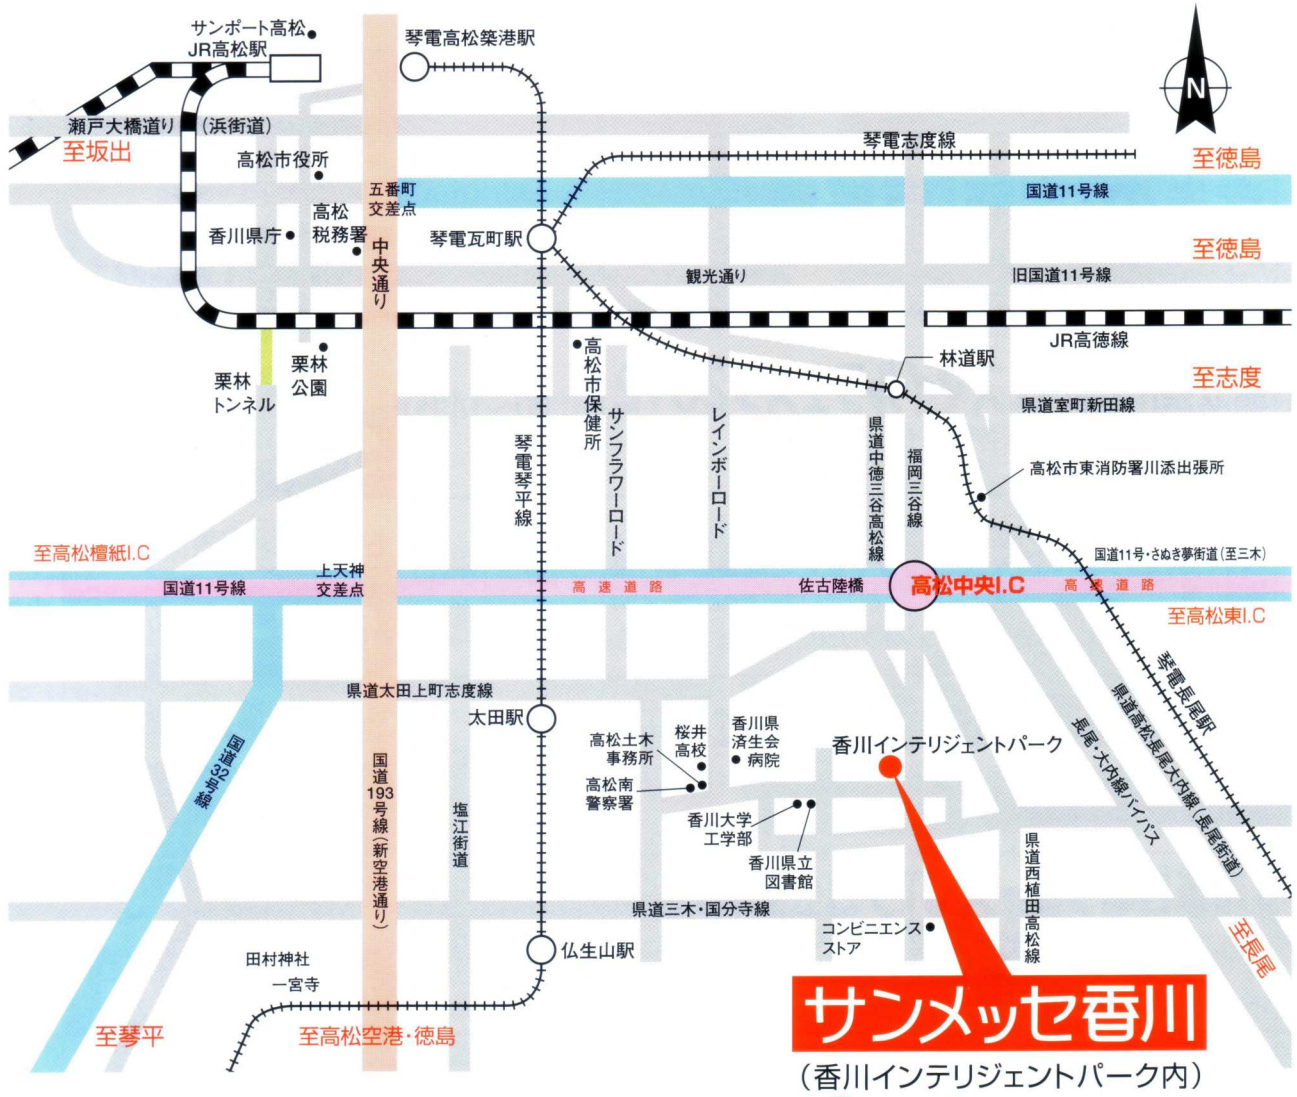 サンポート高松
JR高松駅
琴電高松築港駅
N
瀬戸大橋通り(浜街道)
至坂出
琴電志度線
至徳島
高松市役所
五番町
交差点
国道11号線
高松
税務署
香川県庁
中央通り
琴電瓦町駅
至徳島
観光通り
旧国道11号線
JR高徳線
栗林
公園
栗林
トンネル
高松市保健所
林道駅
至志度
県道室町新田線
サンフラワーロード
レインボーロード
県道中徳三谷高松線
福岡三谷線
琴電琴平線
高松市東消防署川添出張所
至高松檀紙I.C
国道11号・さぬき夢街道(至三木)
上天神
交差点
国道11号線
高速道路
佐古陸橋
高松中央I.C
高速道路
至高松東I.C
県道太田上町志度線
太田駅
琴電長尾駅
県道高松長尾大内線(長尾街道)
長尾・大内線バイパス
国道32号線
国道193号線(新空港通り)
塩江街道
高松土木
事務所
桜井
高校
香川県
済生会
病院
香川インテリジェントパーク
高松南
警察署
香川大学
工学部
香川県立
図書館
県道西植田高松線
県道三木・国分寺線
コンビニエンス
ストア
仏生山駅
田村神社
一宮寺
至長尾
至琴平
至高松空港・徳島
サンメッセ香川
(香川インテリジェントパーク内)